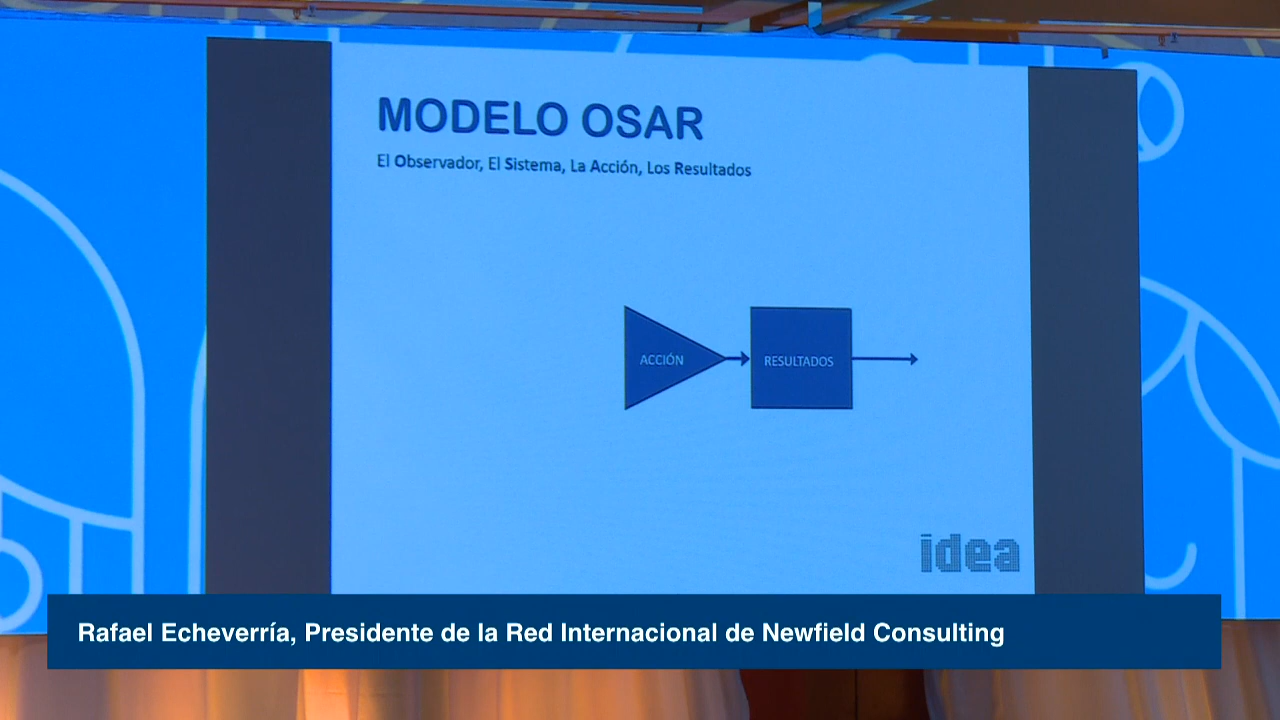 MODELO OSAR
El Observador, El Sistema, La Acción, Los Resultados
ACCIÓN
RESULTADOS
idea
Rafael Echeverría, Presidente de la Red Internacional de Newfield Consulting